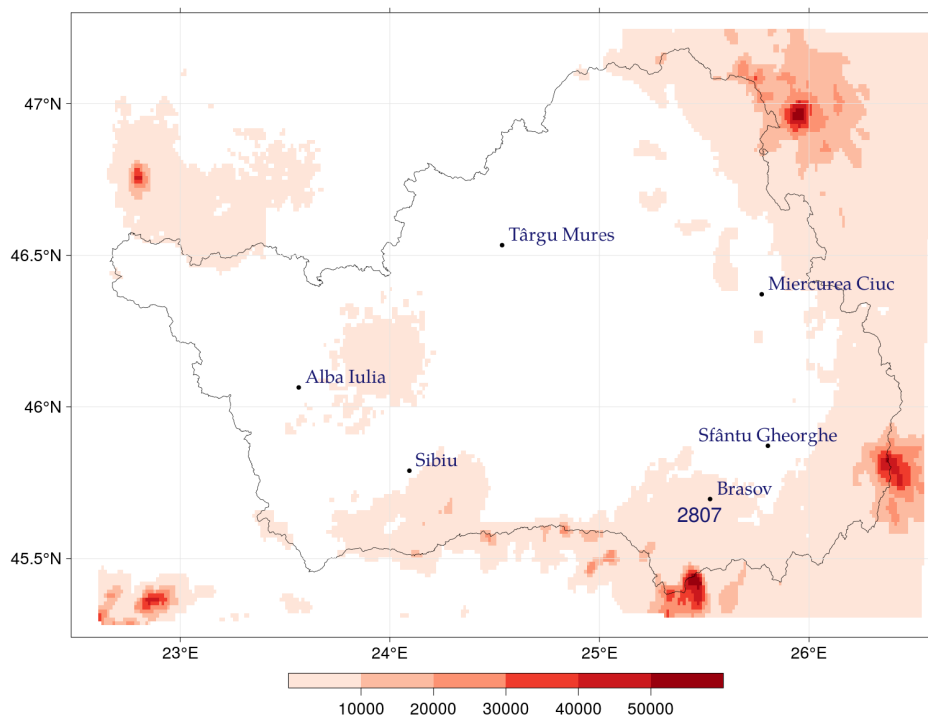 47°N
Târgu Mures
46.5°N
Miercurea Ciuc
Alba Iulia
46°N
Sfântu Gheorghe
Sibiu
Brasov
2807
45.5°N
23°E 24°E 25°E 26°E
10000 20000 30000 40000 50000